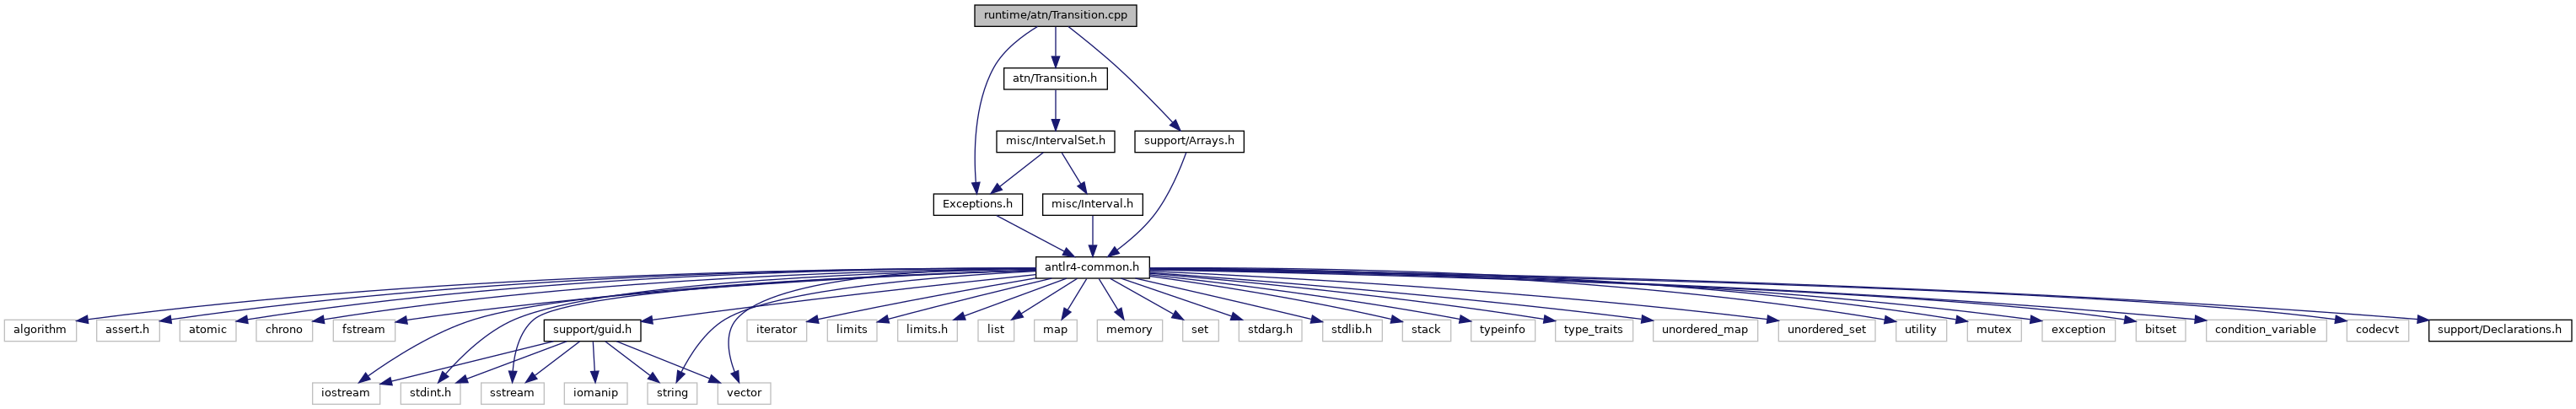 runtime/atn/Transition.cpp
atn/Transition.h
misc/IntervalSet.h
support/Arrays.h
Exceptions.h
misc/Interval.h
antlr4-common.h
algorithm
assert.h
atomic
chrono
fstream
support/guid.h
iterator
limits
limits.h
list
map
memory
set
stdarg.h
stdlib.h
stack
typeinfo
type_traits
unordered_map
unordered_set
utility
mutex
exception
bitset
condition_variable
codecvt
support/Declarations.h
iostream
stdint.h
sstream
iomanip
string
vector